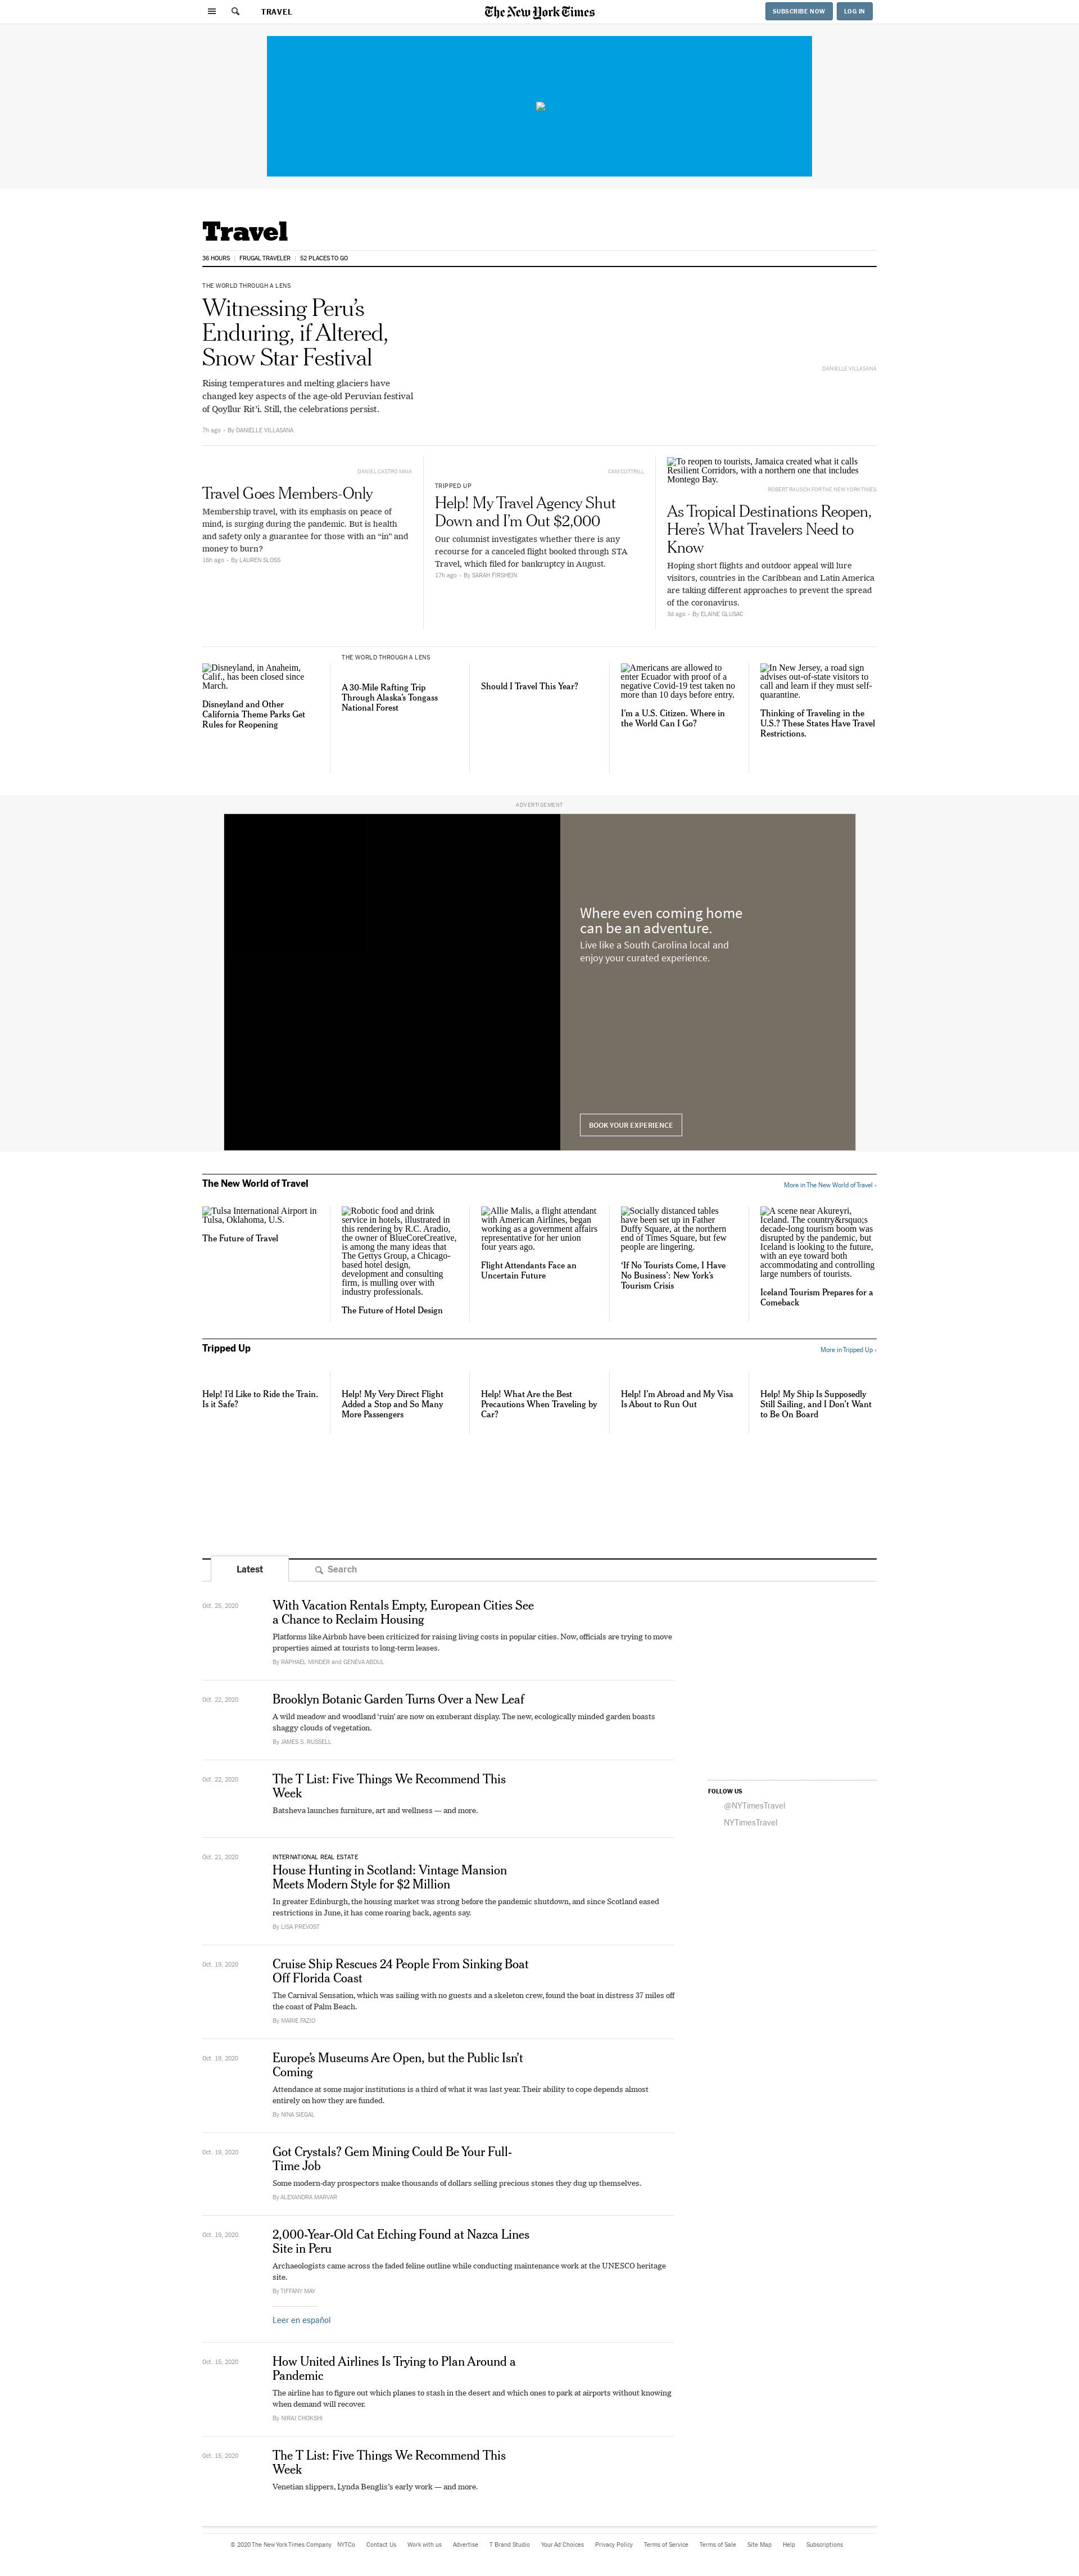 TRAVEL
The New York Times
SUBSCRIBE NOW
LOG IN
Travel
36 HOURS | FRUGAL TRAVELER | 52 PLACES TO GO
THE WORLD THROUGH A LENS
Witnessing Peru's
Enduring, if Altered,
Snow Star Festival
Rising temperatures and melting glaciers have
changed key aspects of the age-old Peruvian festival
of Qoyllur Rit'i. Still, the celebrations persist.
7h ago • By DANIELLE VILLASANA
DANIELLE VILLASANA
DANIEL CASTRO MAIA
Travel Goes Members-Only
Membership travel, with its emphasis on peace of
mind, is surging during the pandemic. But is health
and safety only a guarantee for those with an “in” and
money to burn?
16h ago • By LAUREN SLOSS
CAM COTTRILL
TRIPPED UP
Help! My Travel Agency Shut
Down and I'm Out $2,000
Our columnist investigates whether there is any
recourse for a canceled flight booked through STA
Travel, which filed for bankruptcy in August.
17h ago • By SARAH FIRSHEIN
To reopen to tourists, Jamaica created what it calls
Resilient Corridors, with a northern one that includes
Montego Bay.
ROBERT RAUSCH FOR THE NEW YORK TIMES
As Tropical Destinations Reopen,
Here's What Travelers Need to
Know
Hoping short flights and outdoor appeal will lure
visitors, countries in the Caribbean and Latin America
are taking different approaches to prevent the spread
of the coronavirus.
3d ago • By ELAINE GLUSAC
Disneyland, in Anaheim,
Calif., has been closed since
March.
Disneyland and Other
California Theme Parks Get
Rules for Reopening
THE WORLD THROUGH A LENS
A 30-Mile Rafting Trip
Through Alaska's Tongass
National Forest
Should I Travel This Year?
Americans are allowed to
enter Ecuador with proof of a
negative Covid-19 test taken no
more than 10 days before entry.
I'm a U.S. Citizen. Where in
the World Can I Go?
In New Jersey, a road sign
advises out-of-state visitors to
call and learn if they must self-
quarantine.
Thinking of Traveling in the
U.S.? These States Have Travel
Restrictions.
ADVERTISEMENT
Where even coming home
can be an adventure.
Live like a South Carolina local and
enjoy your curated experience.
BOOK YOUR EXPERIENCE
The New World of Travel
More in The New World of Travel ›
Tulsa International Airport in
Tulsa, Oklahoma, U.S.
The Future of Travel
Robotic food and drink
service in hotels, illustrated in
this rendering by R.C. Aradio,
the owner of BlueCoreCreative,
is among the many ideas that
The Gettys Group, a Chicago-
based hotel design,
development and consulting
firm, is mulling over with
industry professionals.
The Future of Hotel Design
Allie Malis, a flight attendant
with American Airlines, began
working as a government affairs
representative for her union
four years ago.
Flight Attendants Face an
Uncertain Future
Socially distanced tables
have been set up in Father
Duffy Square, at the northern
end of Times Square, but few
people are lingering.
‘If No Tourists Come, I Have
No Business’: New York's
Tourism Crisis
A scene near Akureyri,
Iceland. The country&rsquo;s
decade-long tourism boom was
disrupted by the pandemic, but
Iceland is looking to the future,
with an eye toward both
accommodating and controlling
large numbers of tourists.
Iceland Tourism Prepares for a
Comeback
Tripped Up
More in Tripped Up ›
Help! I'd Like to Ride the Train.
Is it Safe?
Help! My Very Direct Flight
Added a Stop and So Many
More Passengers
Help! What Are the Best
Precautions When Traveling by
Car?
Help! I'm Abroad and My Visa
Is About to Run Out
Help! My Ship Is Supposedly
Still Sailing, and I Don't Want
to Be On Board
Latest
Search
Oct. 25, 2020
With Vacation Rentals Empty, European Cities See
a Chance to Reclaim Housing
Platforms like Airbnb have been criticized for raising living costs in popular cities. Now, officials are trying to move
properties aimed at tourists to long-term leases.
By RAPHAEL MINDER and GENEVA ABDUL
Oct. 22, 2020
Brooklyn Botanic Garden Turns Over a New Leaf
A wild meadow and woodland ‘ruin’ are now on exuberant display. The new, ecologically minded garden boasts
shaggy clouds of vegetation.
By JAMES S. RUSSELL
Oct. 22, 2020
The T List: Five Things We Recommend This
Week
Batsheva launches furniture, art and wellness — and more.
FOLLOW US
@NYTimesTravel
NYTimesTravel
Oct. 21, 2020
INTERNATIONAL REAL ESTATE
House Hunting in Scotland: Vintage Mansion
Meets Modern Style for $2 Million
In greater Edinburgh, the housing market was strong before the pandemic shutdown, and since Scotland eased
restrictions in June, it has come roaring back, agents say.
By LISA PREVOST
Oct. 19, 2020
Cruise Ship Rescues 24 People From Sinking Boat
Off Florida Coast
The Carnival Sensation, which was sailing with no guests and a skeleton crew, found the boat in distress 37 miles off
the coast of Palm Beach.
By MARIE FAZIO
Oct. 19, 2020
Europe's Museums Are Open, but the Public Isn't
Coming
Attendance at some major institutions is a third of what it was last year. Their ability to cope depends almost
entirely on how they are funded.
By NINA SIEGAL
Oct. 19, 2020
Got Crystals? Gem Mining Could Be Your Full-
Time Job
Some modern-day prospectors make thousands of dollars selling precious stones they dug up themselves.
By ALEXANDRA MARVAR
Oct. 19, 2020
2,000-Year-Old Cat Etching Found at Nazca Lines
Site in Peru
Archaeologists came across the faded feline outline while conducting maintenance work at the UNESCO heritage
site.
By TIFFANY MAY
Leer en español
Oct. 15, 2020
How United Airlines Is Trying to Plan Around a
Pandemic
The airline has to figure out which planes to stash in the desert and which ones to park at airports without knowing
when demand will recover.
By NIRAJ CHOKSHI
Oct. 15, 2020
The T List: Five Things We Recommend This
Week
Venetian slippers, Lynda Benglis's early work — and more.
© 2020 The New York Times Company NYTCo Contact Us Work with us Advertise T Brand Studio Your Ad Choices Privacy Policy Terms of Service Terms of Sale Site Map Help Subscriptions